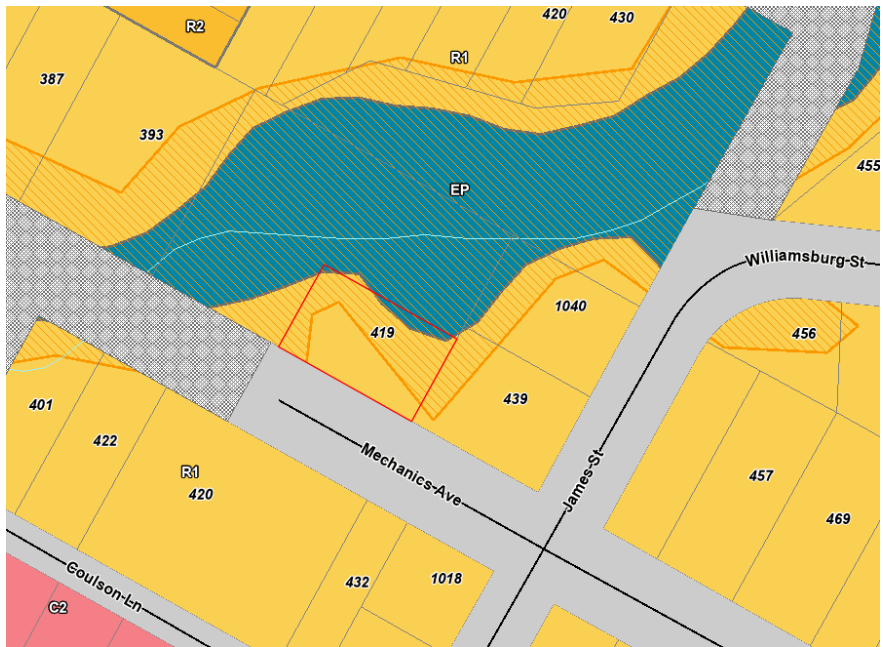 420
430
R2
R1
387
393
455
EP
Williamsburg St
1040
419
456
439
401
422
R1
420
Mechanics Ave
James St
457
469
432
1018
Coulson Ln
C2